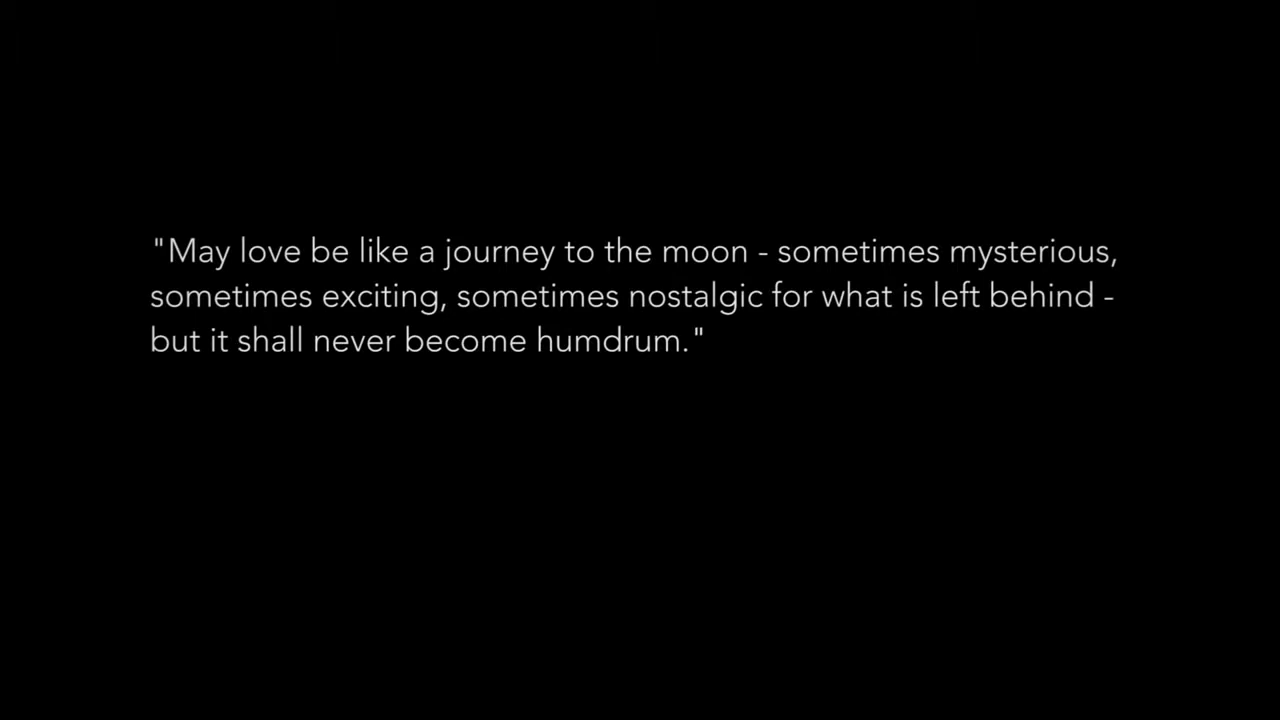 "May love be like a journey to the moon - sometimes mysterious,
sometimes exciting, sometimes nostalgic for what is left behind -
but it shall never become humdrum."